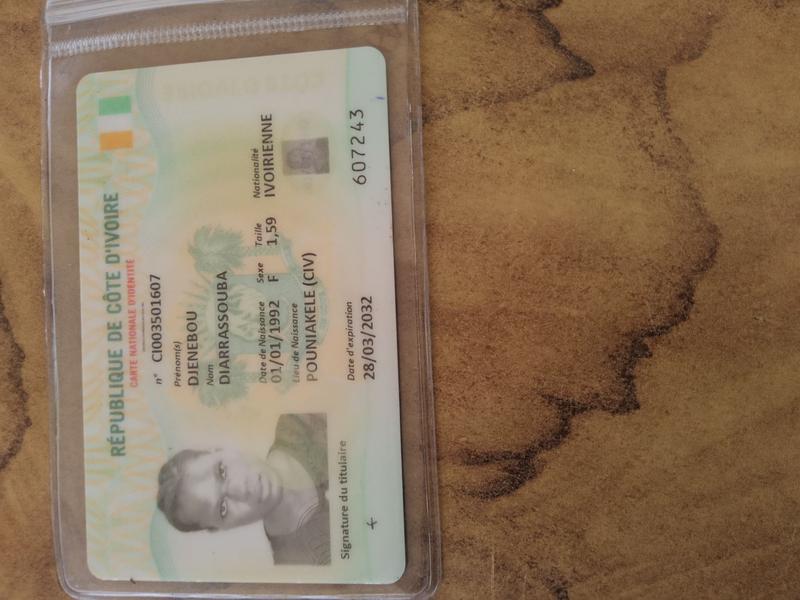 RÉPUBLIQUE DE CÔTE D'IVOIRE
CARTE NATIONALE D'IDENTITÉ
n° CI003501607
Prénom(s)
DJENEBOU
Nom
DIARRASSOUBA
Date de Naissance Sexe Taille Nationalité
01/01/1992 F 1,59 IVOIRIENNE
Lieu de Naissance
POUNIAKELE (CIV)
Date d'expiration
28/03/2032
607243
Signature du titulaire